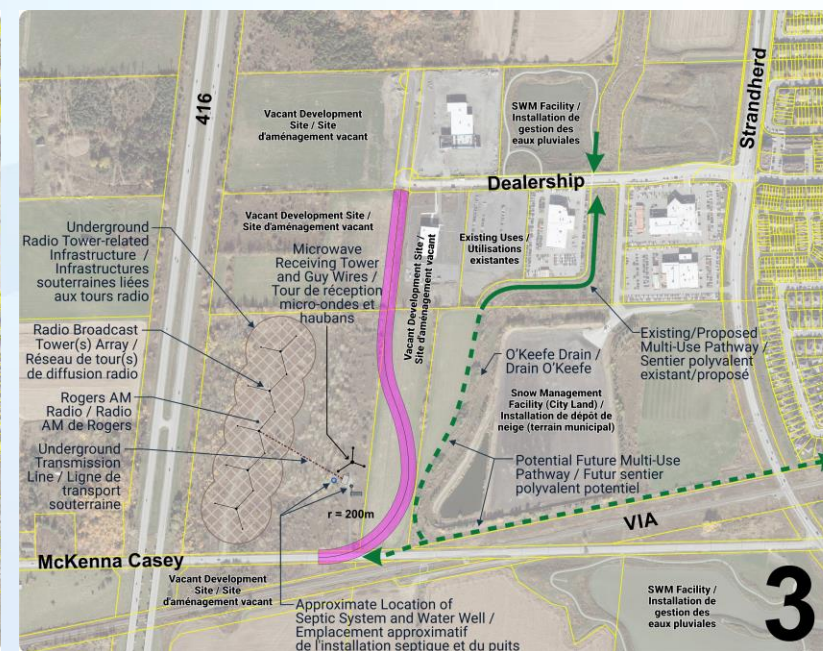 416
Strandherd
Vacant Development
Site / Site
d'aménagement vacant
SWM Facility /
Installation de
gestion des
eaux pluviales
Dealership
Vacant Development Site /
Site d'aménagement vacant
Underground
Radio Tower-related
Infrastructure /
Infrastructures
souterraines liées
aux tours radio
Microwave
Receiving Tower
and Guy Wires /
Tour de réception
micro-ondes et
haubans
Vacant Development Site /
Site d'aménagement vacant
Existing Uses /
Utilisations
existantes
Radio Broadcast
Tower(s) Array /
Réseau de tour(s)
de diffusion radio
O'Keefe Drain /
Drain O'Keefe
Existing/Proposed
Multi-Use Pathway /
Sentier polyvalent
existant/proposé
Rogers AM
Radio / Radio
AM de Rogers
Snow Management
Facility (City Land) /
Installation de dépôt de
neige (terrain municipal)
Underground
Transmission
Line / Ligne de
transport
souterraine
Potential Future Multi-Use
Pathway / Futur sentier
polyvalent potentiel
r = 200m
VIA
McKenna Casey
Vacant Development
Site / Site
d'aménagement vacant
Approximate Location of
Septic System and Water Well /
Emplacement approximatif
de l'installation septique et du puits
SWM Facility /
Installation de
gestion des
eaux pluviales
3